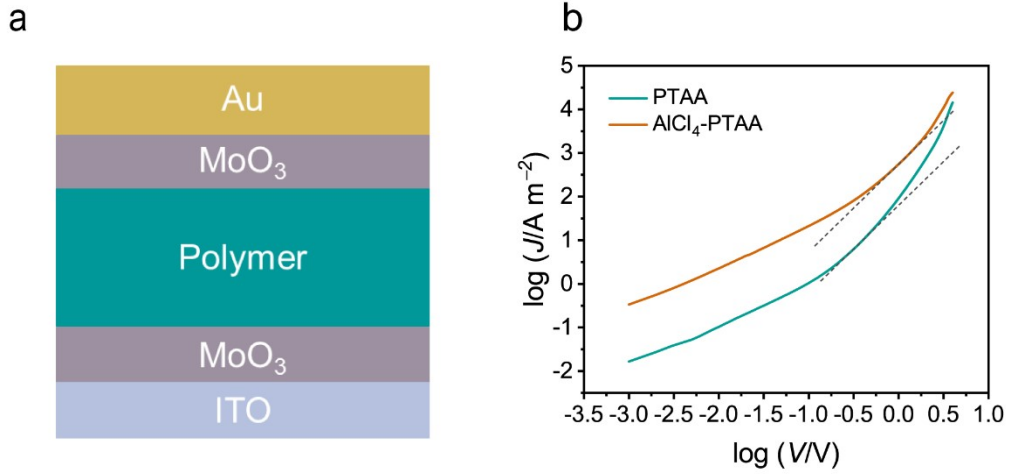 a
Au
MoO₃
Polymer
MoO₃
ITO
b
log (J/A m⁻²)
5
4
3
2
1
0
-1
-2
PTAA
AlCl₄-PTAA
-3.5 -3.0 -2.5 -2.0 -1.5 -1.0 -0.5 0.0 0.5 1.0
log (V/V)